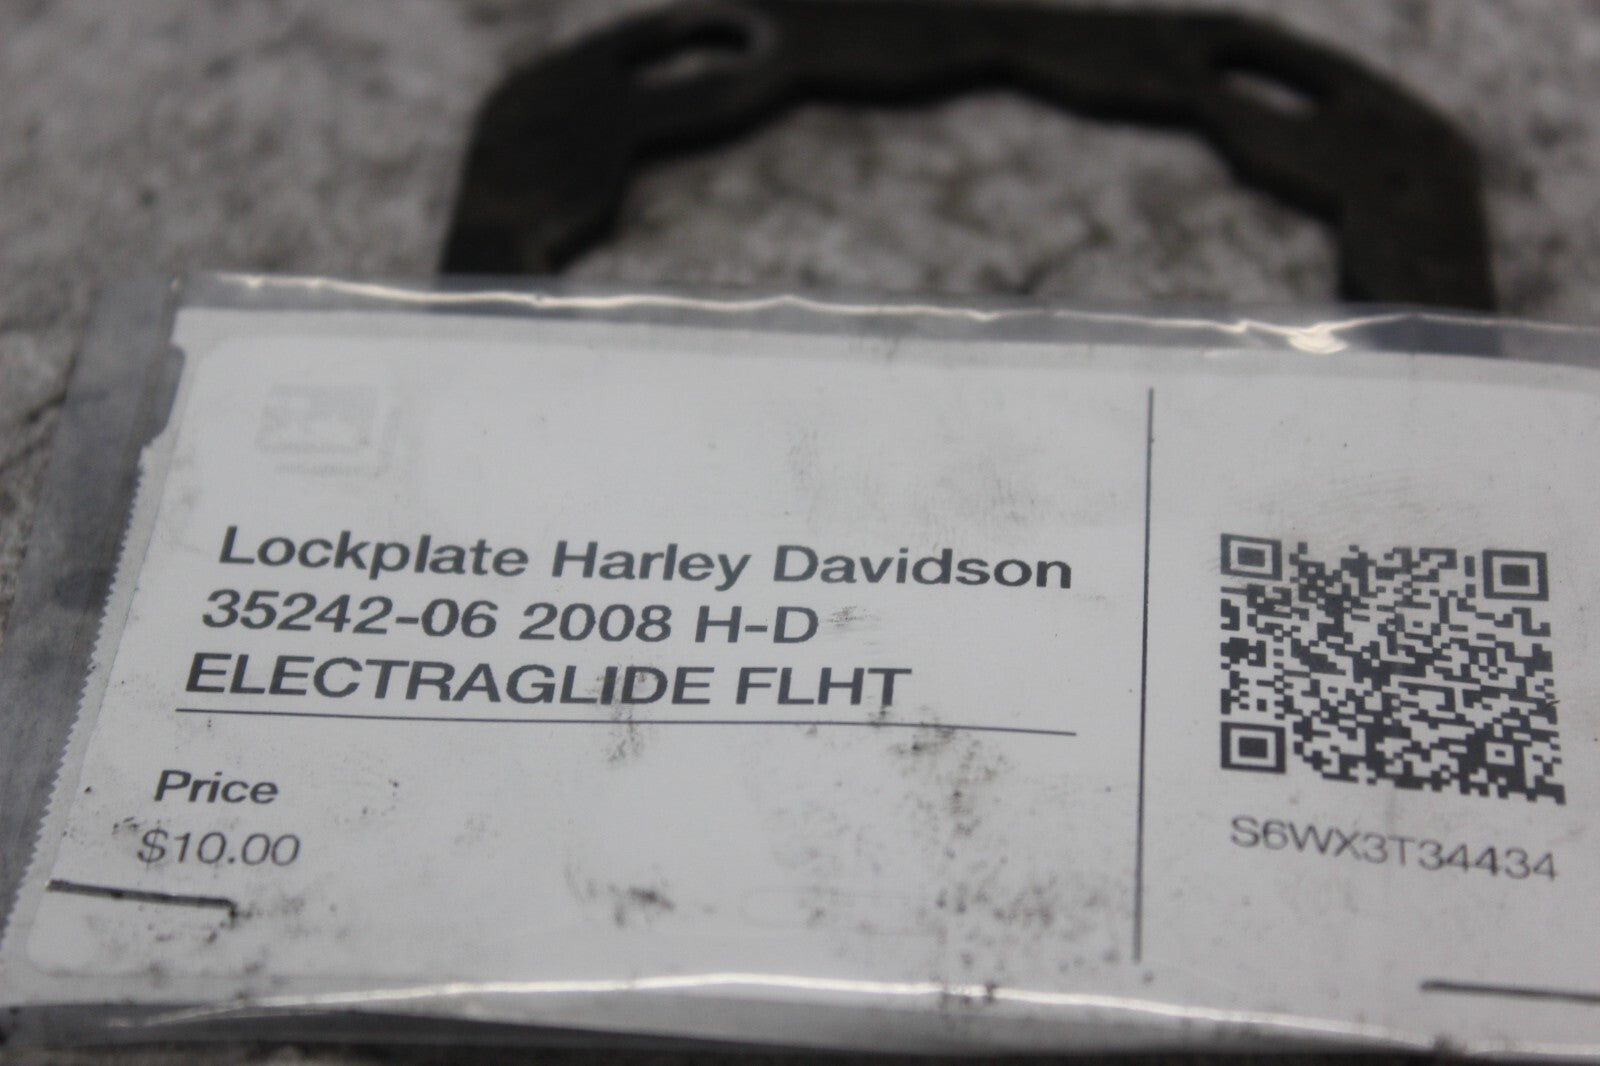 Lockplate Harley Davidson
35242-06 2008 H-D
ELECTRAGLIDE FLHT
Price
$10.00
S6WX3T34434